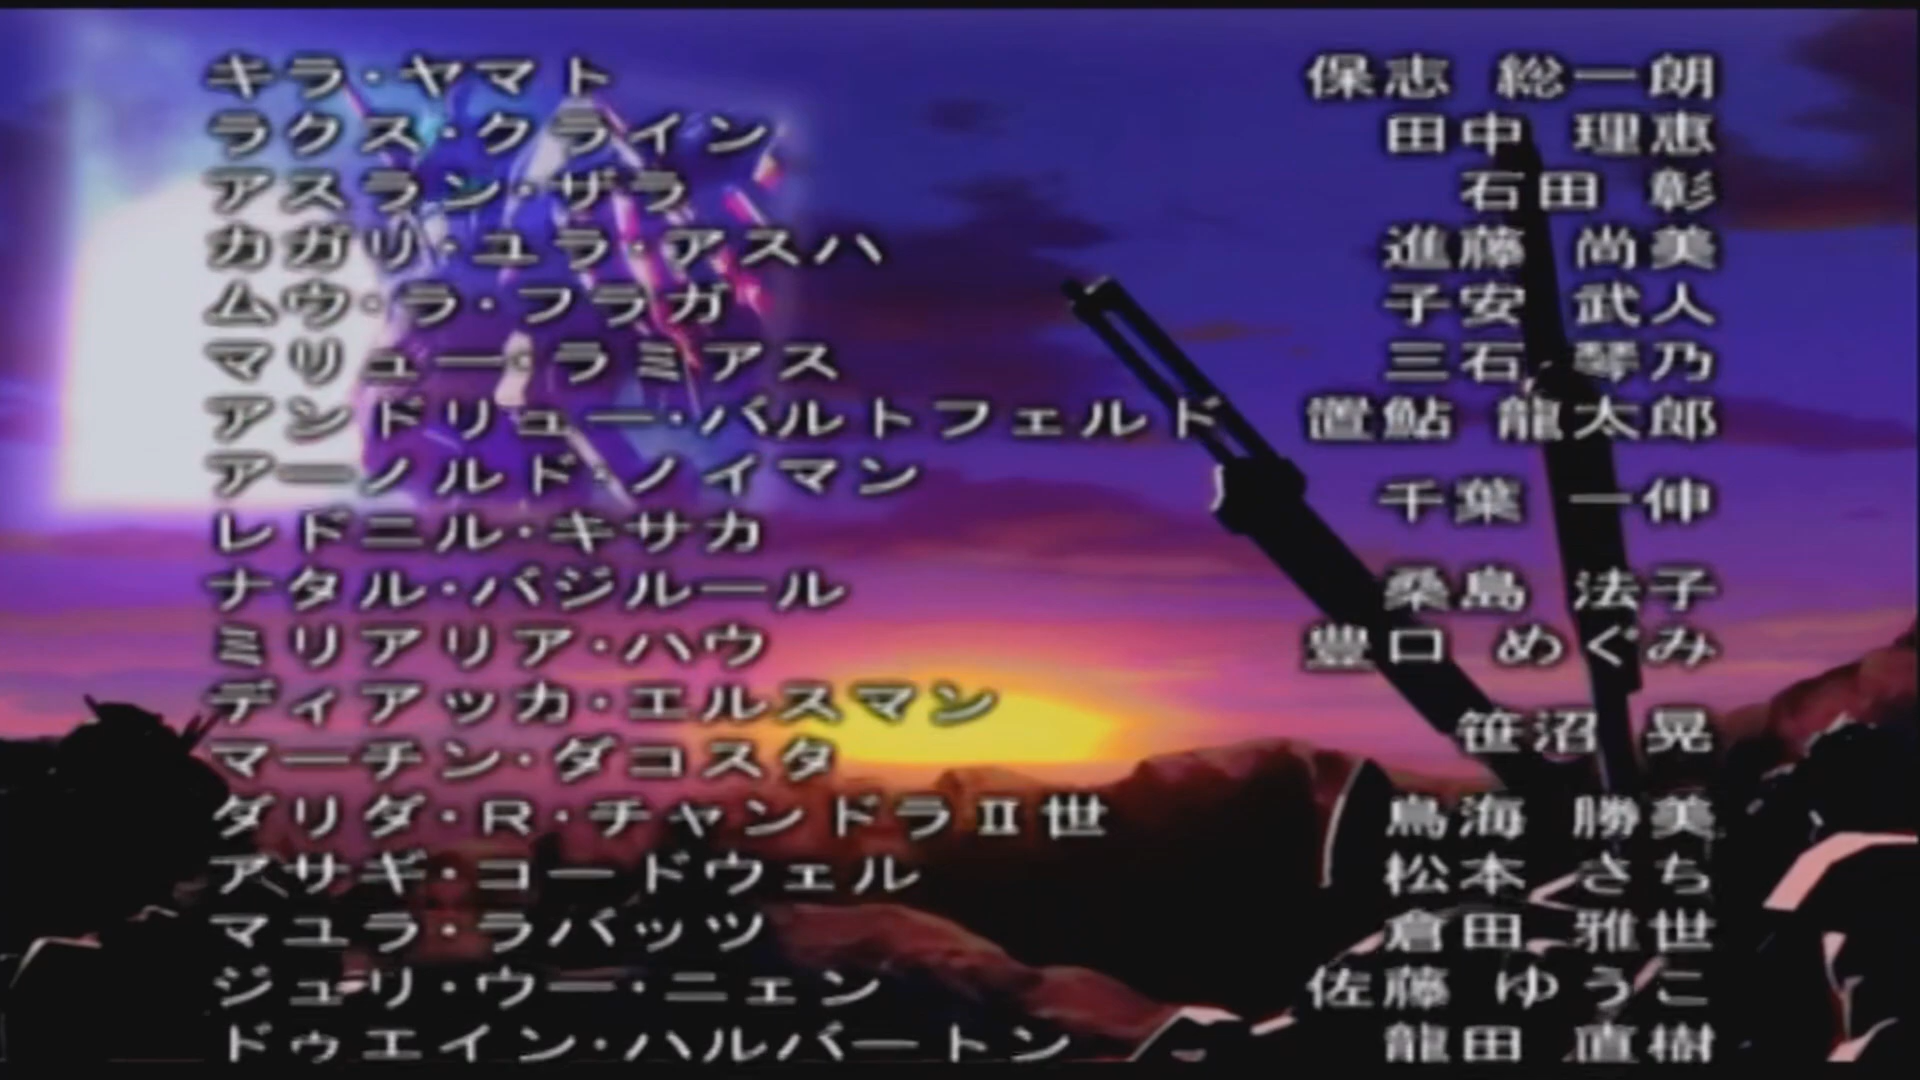 キラ・ヤマト 保志 総一朗
ラクス・クライン 田中 理恵
アスラン・ザラ 石田 彰
カガリ・ユラ・アスハ 進藤 尚美
ムウ・ラ・フラガ 子安 武人
マリュー・ラミアス 三石 琴乃
アンドリュー・バルトフェルド 置鮎 龍太郎
アーノルド・ノイマン
千葉 一伸
レドニル・キサカ
ナタル・バジルール 桑島 法子
ミリアリア・ハウ 豊口 めぐみ
ディアッカ・エルスマン
笹沼 晃
マーチン・ダコスタ
ダリダ・R・チャンドラⅡ世 鳥海 勝美
アサギ・コードウェル 松本 さち
マユラ・ラバッツ 倉田 雅世
ジュリ・ウー・ニェン 佐藤 ゆうこ
ドゥエイン・ハルバートン 龍田 直樹